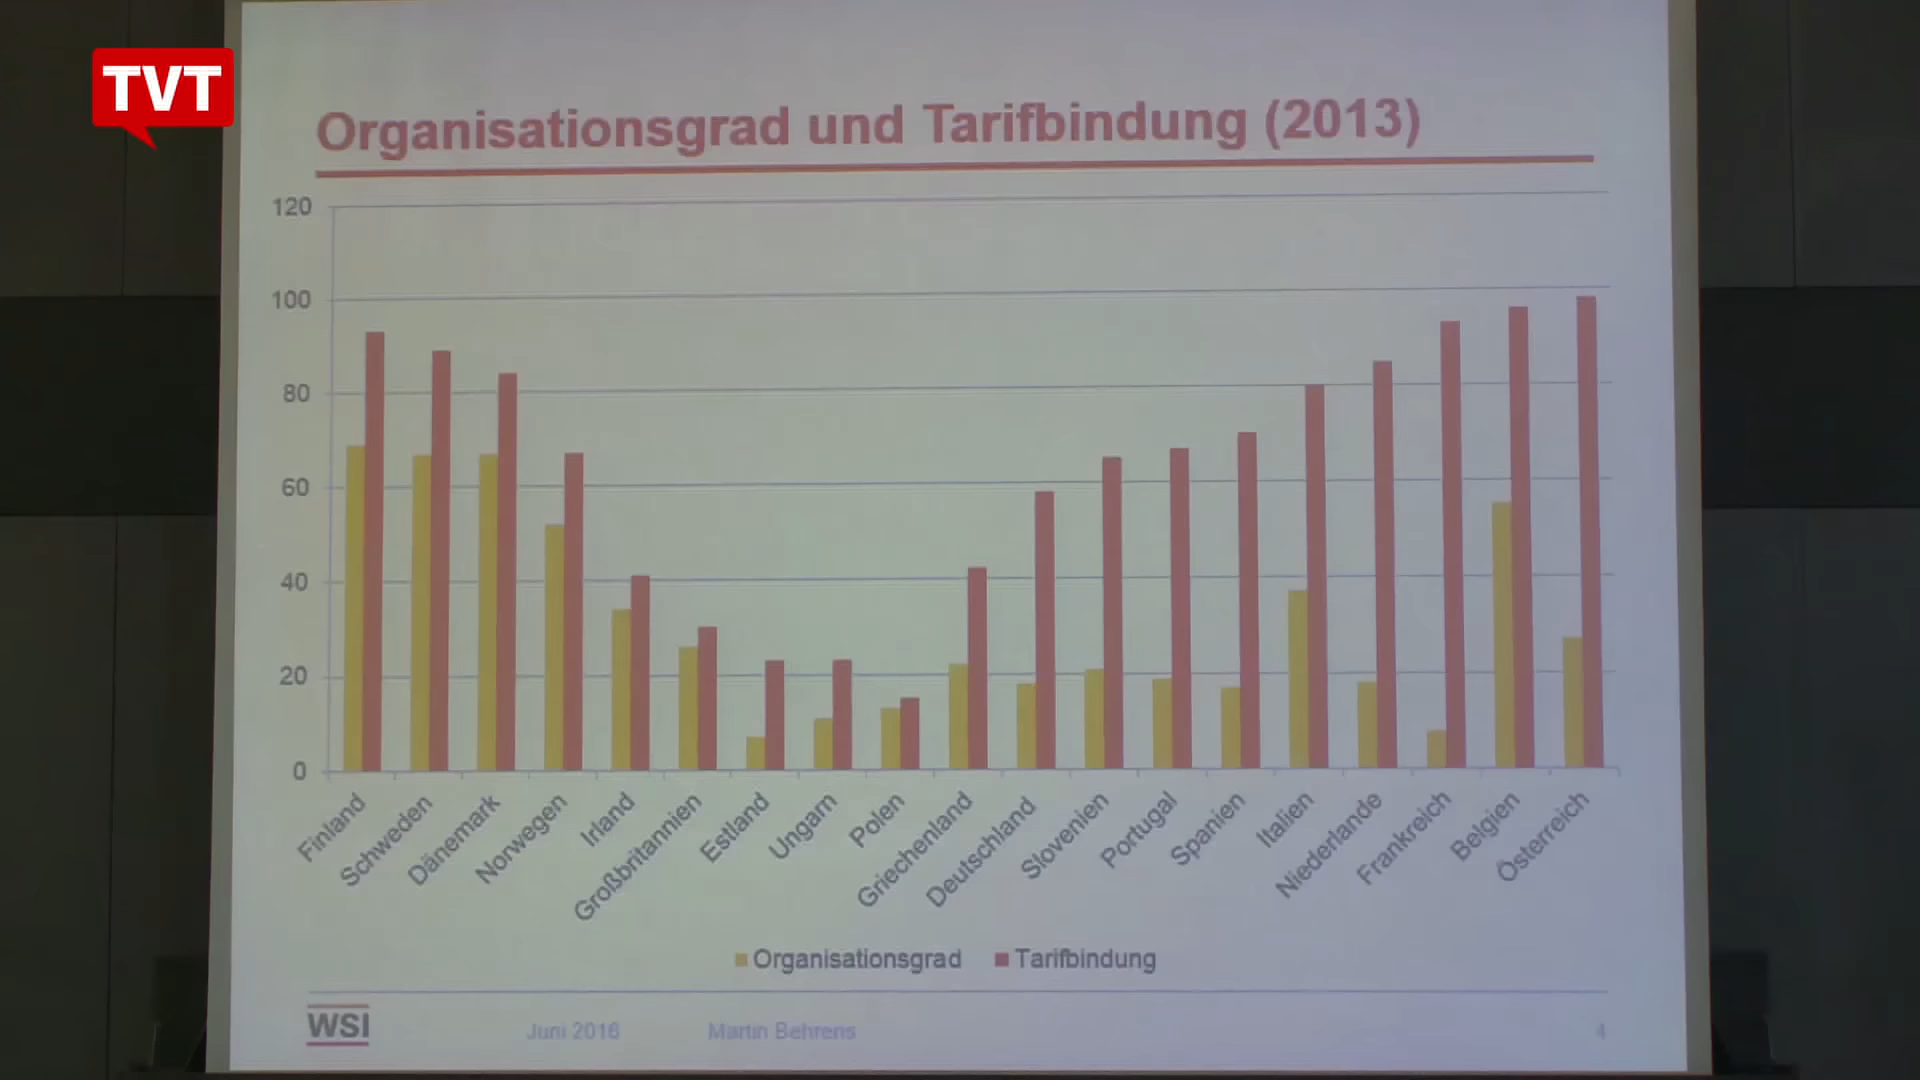 TVT
Organisationsgrad und Tarifbindung (2013)
120
100
80
60
40
20
0
Finland
Schweden
Dänemark
Norwegen
Irland
Großbritannien
Estland
Ungarn
Polen
Griechenland
Deutschland
Slovenien
Portugal
Spanien
Italien
Niederlande
Frankreich
Belgien
Österreich
Organisationsgrad Tarifbindung
WSI Juni 2016 Martin Behrens 4